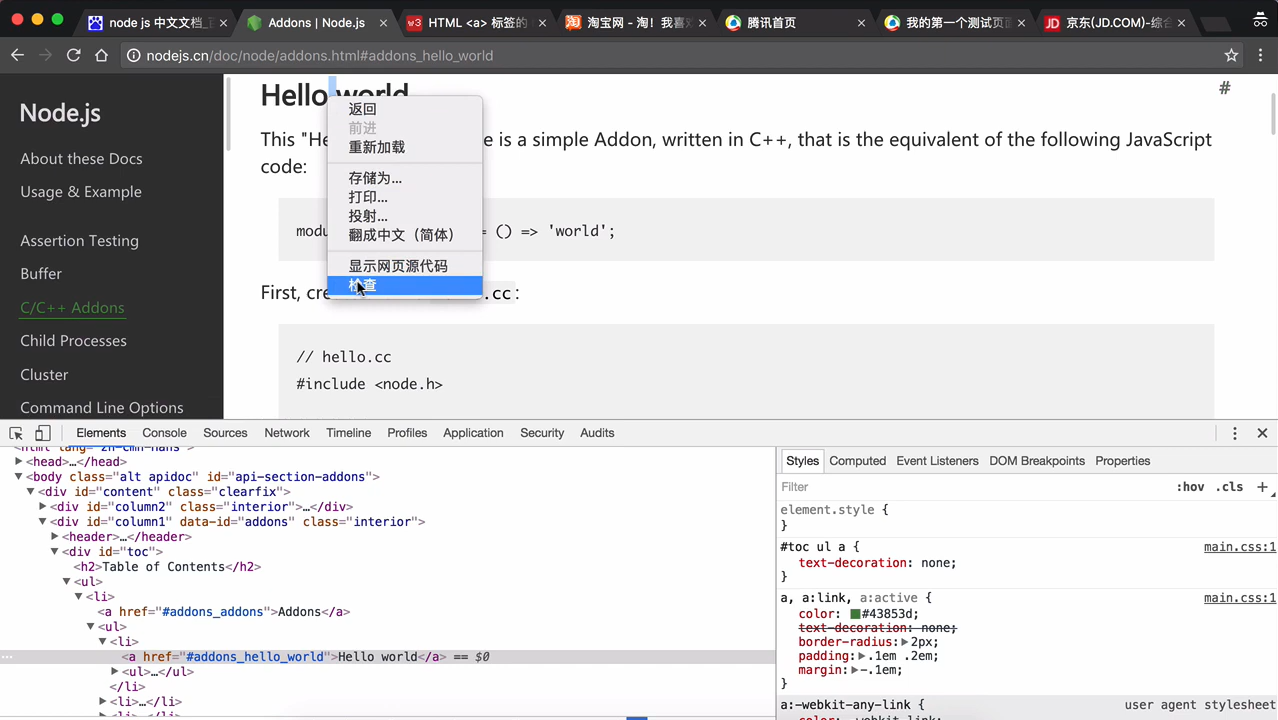 node js 中文文档_百
Addons | Node.js
HTML <a> 标签的
淘宝网 - 淘！我喜欢
腾讯首页
我的第一个测试页
京东(JD.COM)-综合
nodejs.cn/doc/node/addons.html#addons_hello_world
Node.js
About these Docs
Usage & Example
Assertion Testing
Buffer
C/C++ Addons
Child Processes
Cluster
Command Line Options
Hello world
#
This "He
e is a simple Addon, written in C++, that is the equivalent of the following JavaScript
code:
modu
= () => 'world';
First, cre
.cc:
// hello.cc
#include <node.h>
返回
前进
重新加载
存储为...
打印...
投射...
翻成中文（简体）
显示网页源代码
检查
Elements Console Sources Network Timeline Profiles Application Security Audits
<html lang="zh-cmn-hans">
<head>…</head>
<body class="alt apidoc" id="api-section-addons">
<div id="content" class="clearfix">
<div id="column2" class="interior">…</div>
<div id="column1" data-id="addons" class="interior">
<header>…</header>
<div id="toc">
<h2>Table of Contents</h2>
<ul>
<li>
<a href="#addons_addons">Addons</a>
<ul>
<li>
<a href="#addons_hello_world">Hello world</a> == $0
<ul>…</ul>
</li>
<li>…</li>
Styles Computed Event Listeners DOM Breakpoints Properties
Filter :hov .cls +
element.style {
}
#toc ul a { main.css:1
text-decoration: none;
}
a, a:link, a:active { main.css:1
color: #43853d;
text-decoration: none;
border-radius: 2px;
padding: .1em .2em;
margin: -.1em;
}
a:-webkit-any-link { user agent stylesheet
color: -webkit-link;